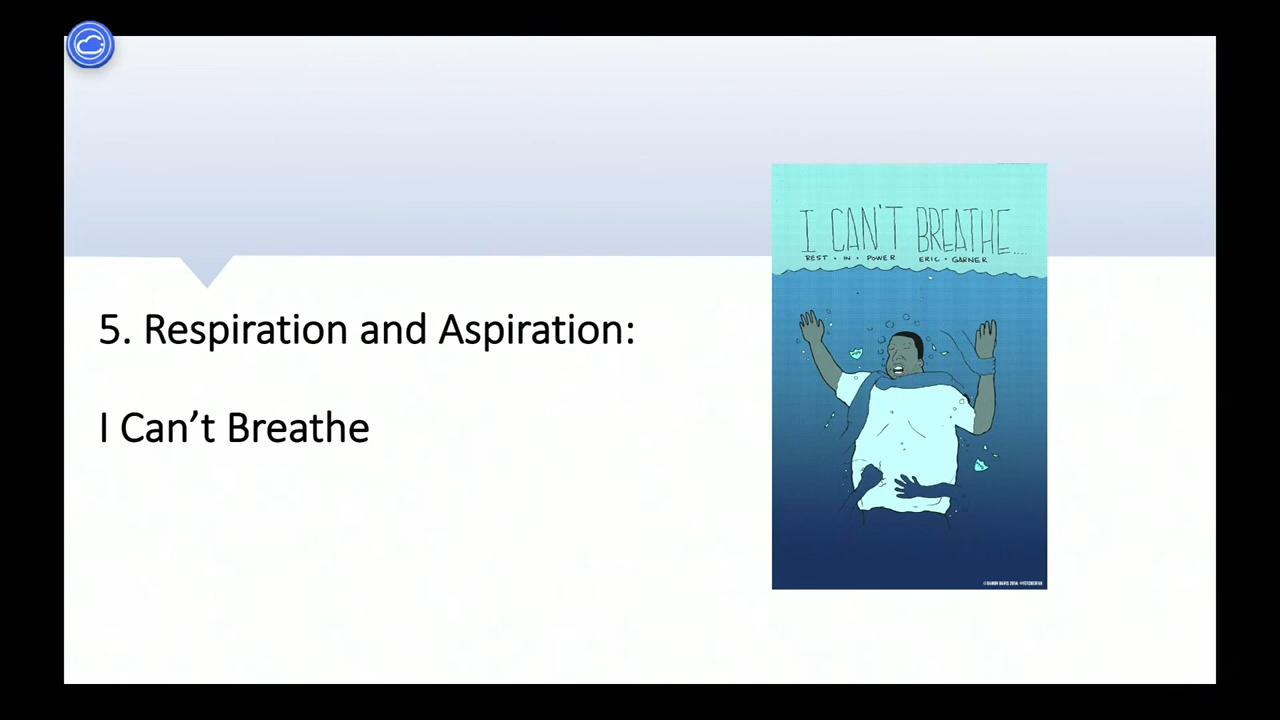 I CAN'T BREATHE....
REST • IN • POWER ERIC • GARNER
5. Respiration and Aspiration:
I Can’t Breathe